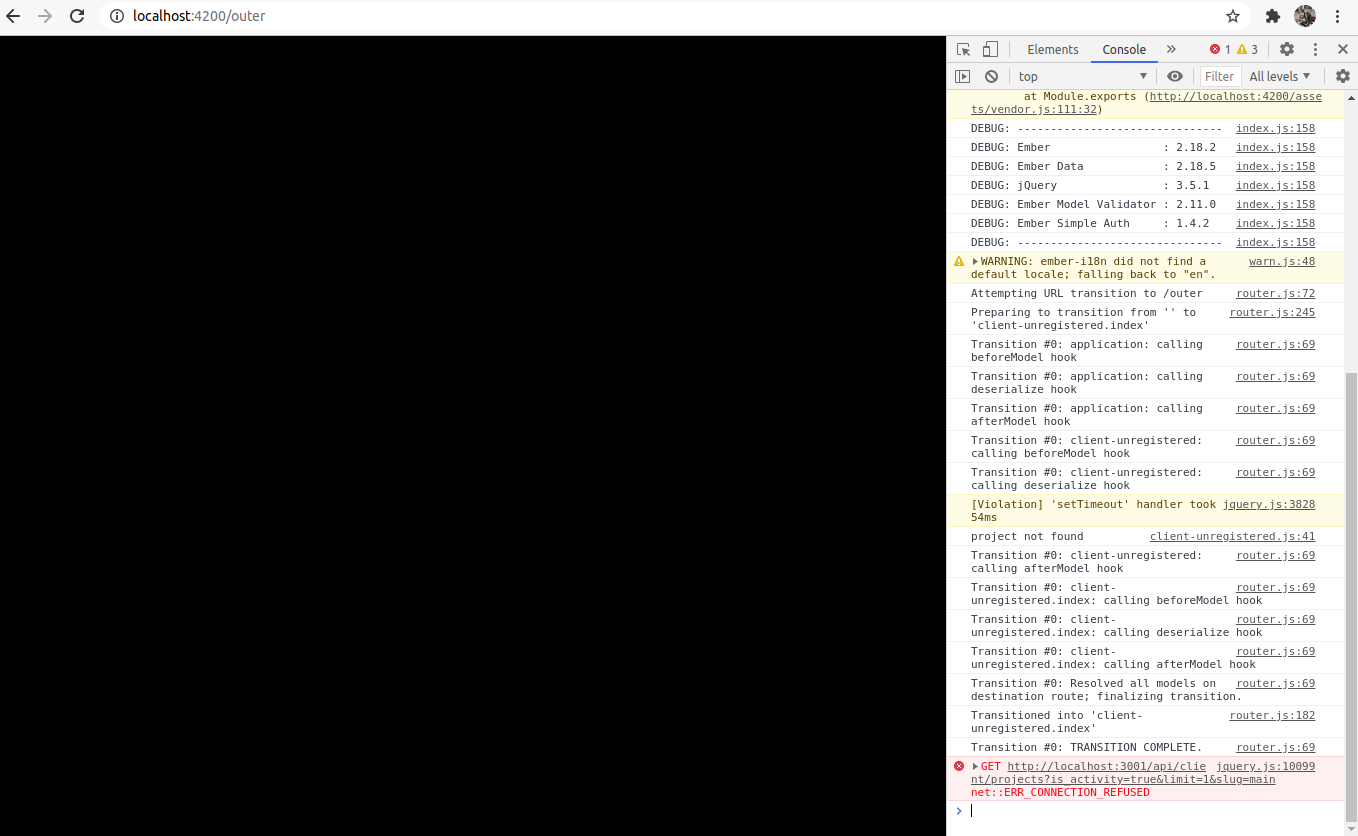 localhost:4200/outer
Elements Console 1 3
top Filter All levels
at Module.exports (http://localhost:4200/asse
ts/vendor.js:111:32)
DEBUG: ------------------------------- index.js:158
DEBUG: Ember : 2.18.2 index.js:158
DEBUG: Ember Data : 2.18.5 index.js:158
DEBUG: jQuery : 3.5.1 index.js:158
DEBUG: Ember Model Validator : 2.11.0 index.js:158
DEBUG: Ember Simple Auth : 1.4.2 index.js:158
DEBUG: ------------------------------- index.js:158
WARNING: ember-i18n did not find a warn.js:48
default locale; falling back to "en".
Attempting URL transition to /outer router.js:72
Preparing to transition from '' to router.js:245
'client-unregistered.index'
Transition #0: application: calling router.js:69
beforeModel hook
Transition #0: application: calling router.js:69
deserialize hook
Transition #0: application: calling router.js:69
afterModel hook
Transition #0: client-unregistered: router.js:69
calling beforeModel hook
Transition #0: client-unregistered: router.js:69
calling deserialize hook
[Violation] 'setTimeout' handler took jquery.js:3828
54ms
project not found client-unregistered.js:41
Transition #0: client-unregistered: router.js:69
calling afterModel hook
Transition #0: client- router.js:69
unregistered.index: calling beforeModel hook
Transition #0: client- router.js:69
unregistered.index: calling deserialize hook
Transition #0: client- router.js:69
unregistered.index: calling afterModel hook
Transition #0: Resolved all models on router.js:69
destination route; finalizing transition.
Transitioned into 'client- router.js:182
unregistered.index'
Transition #0: TRANSITION COMPLETE. router.js:69
GET http://localhost:3001/api/clie jquery.js:10099
nt/projects?is_activity=true&limit=1&slug=main
net::ERR_CONNECTION_REFUSED